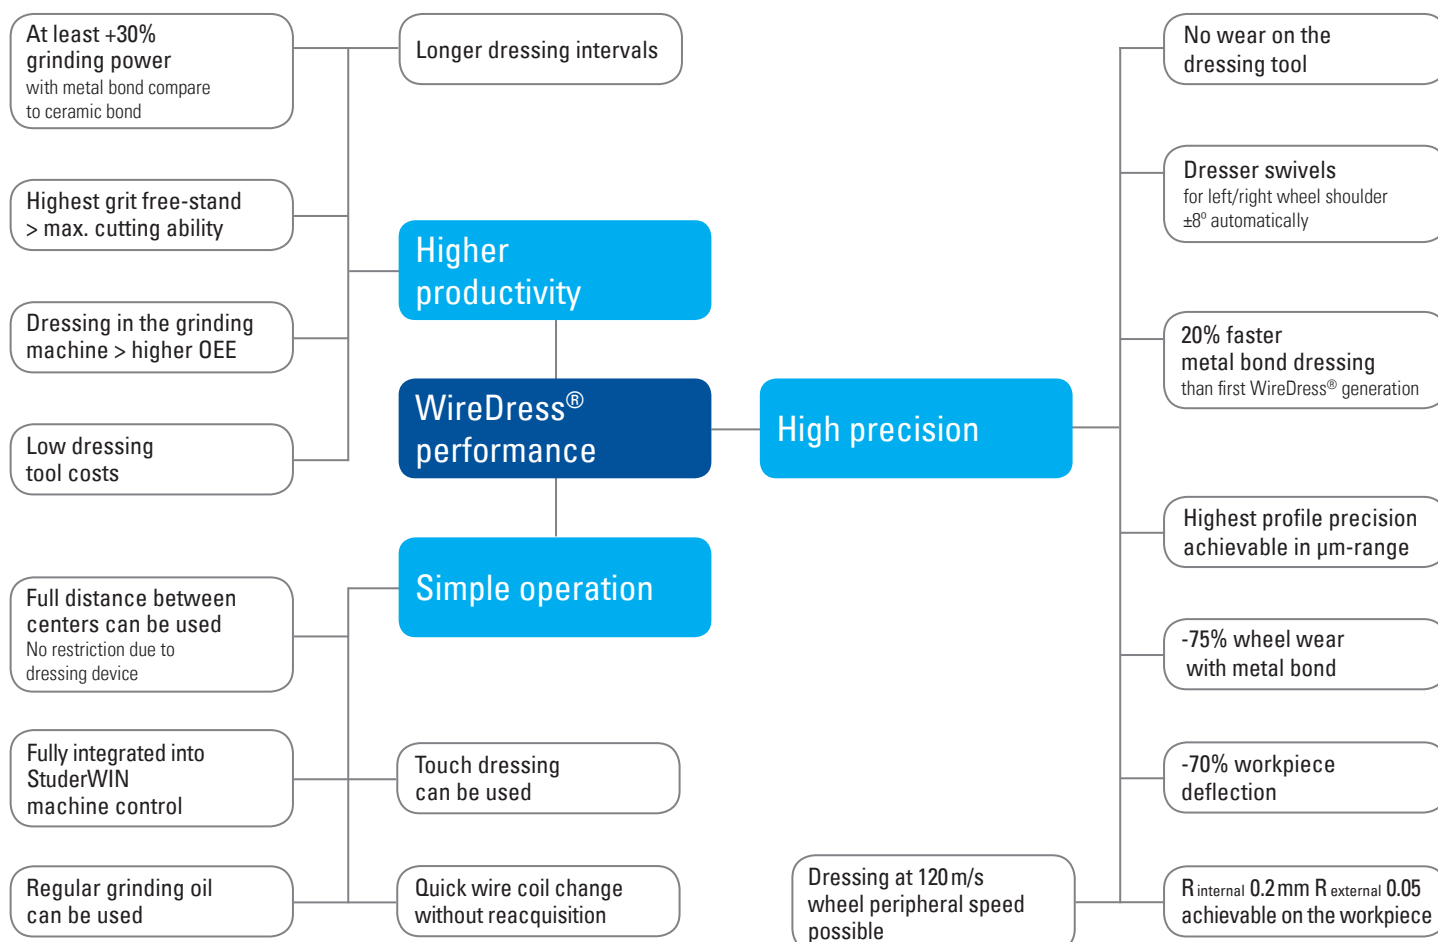 At least +30%
grinding power
with metal bond compare
to ceramic bond
Longer dressing intervals
Highest grit free-stand
> max. cutting ability
Dressing in the grinding
machine > higher OEE
Low dressing
tool costs
Higher
productivity
WireDress®
performance
High precision
Simple operation
Full distance between
centers can be used
No restriction due to
dressing device
Fully integrated into
StuderWIN
machine control
Regular grinding oil
can be used
Touch dressing
can be used
Quick wire coil change
without reacquisition
No wear on the
dressing tool
Dresser swivels
for left/right wheel shoulder
±8° automatically
20% faster
metal bond dressing
than first WireDress® generation
Highest profile precision
achievable in µm-range
-75% wheel wear
with metal bond
-70% workpiece
deflection
Dressing at 120 m/s
wheel peripheral speed
possible
R internal 0.2 mm R external 0.05
achievable on the workpiece